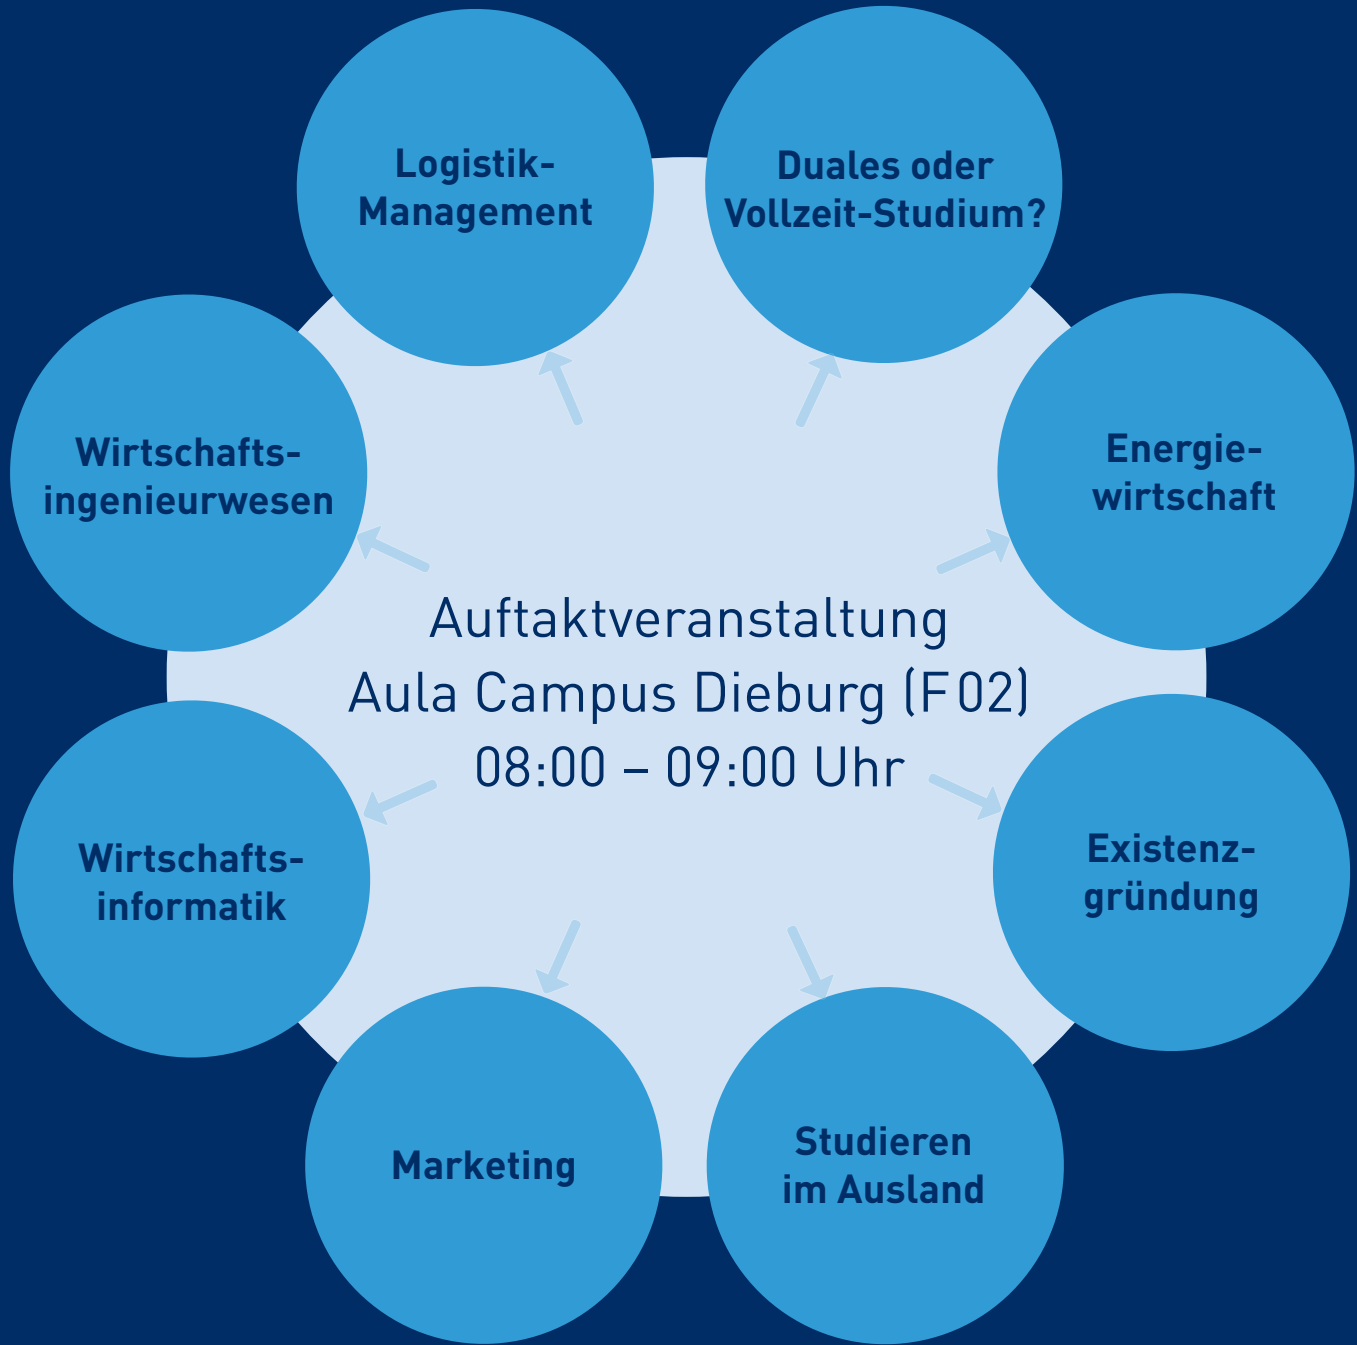 Logistik-
Management
Duales oder
Vollzeit-Studium?
Wirtschafts-
ingenieurwesen
Energie-
wirtschaft
Auftaktveranstaltung
Aula Campus Dieburg (F02)
08:00 – 09:00 Uhr
Wirtschafts-
informatik
Existenz-
gründung
Marketing
Studieren
im Ausland